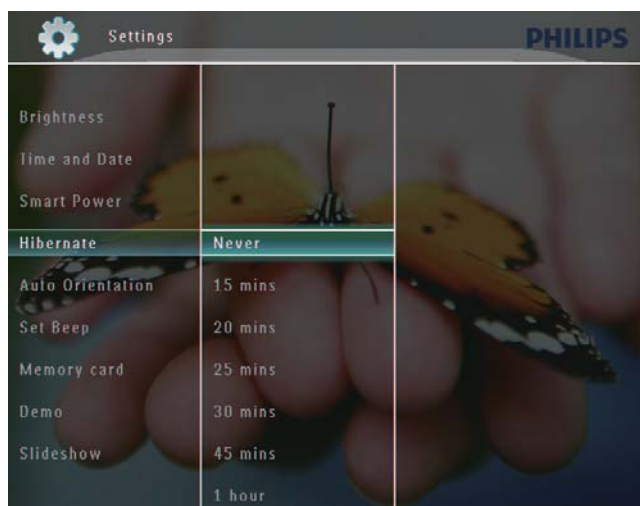 Settings
PHILIPS
Brightness
Time and Date
Smart Power
Hibernate
Auto Orientation
Set Beep
Memory card
Demo
Slideshow
Never
15 mins
20 mins
25 mins
30 mins
45 mins
1 hour